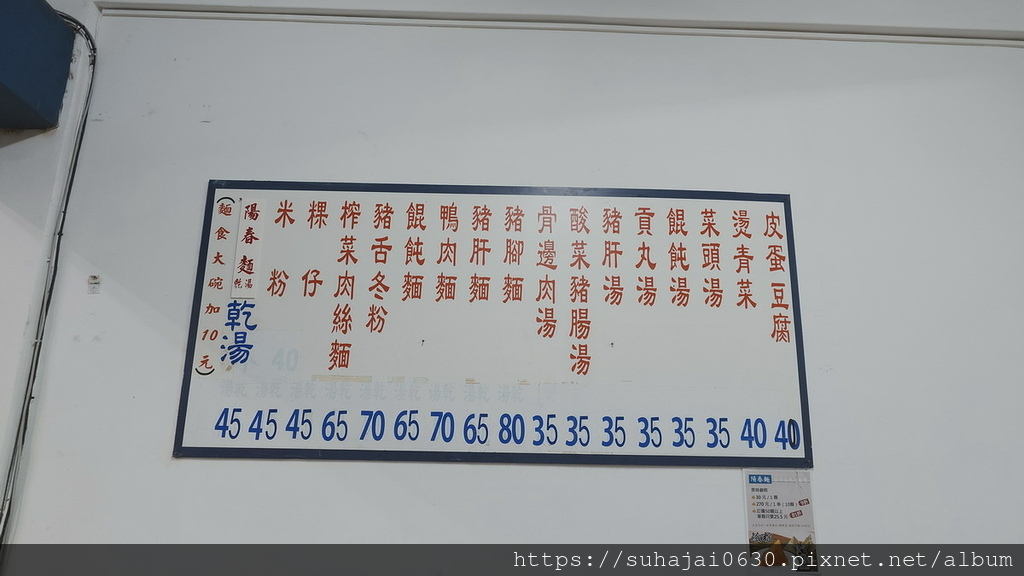 皮蛋豆腐
燙青菜
菜頭湯
餛飩湯
貢丸湯
豬肝湯
酸菜豬腸湯
骨邊肉湯
豬腳麵
豬肝麵
鴨肉麵
餛飩麵
豬舌冬粉
榨菜肉絲麵
粿仔
米粉
陽春麵 乾湯
乾湯
(麵食大碗加10元)
45 45 45 65 70 65 70 65 80 35 35 35 35 35 35 40 40
https://suhajai0630.pixnet.net/album